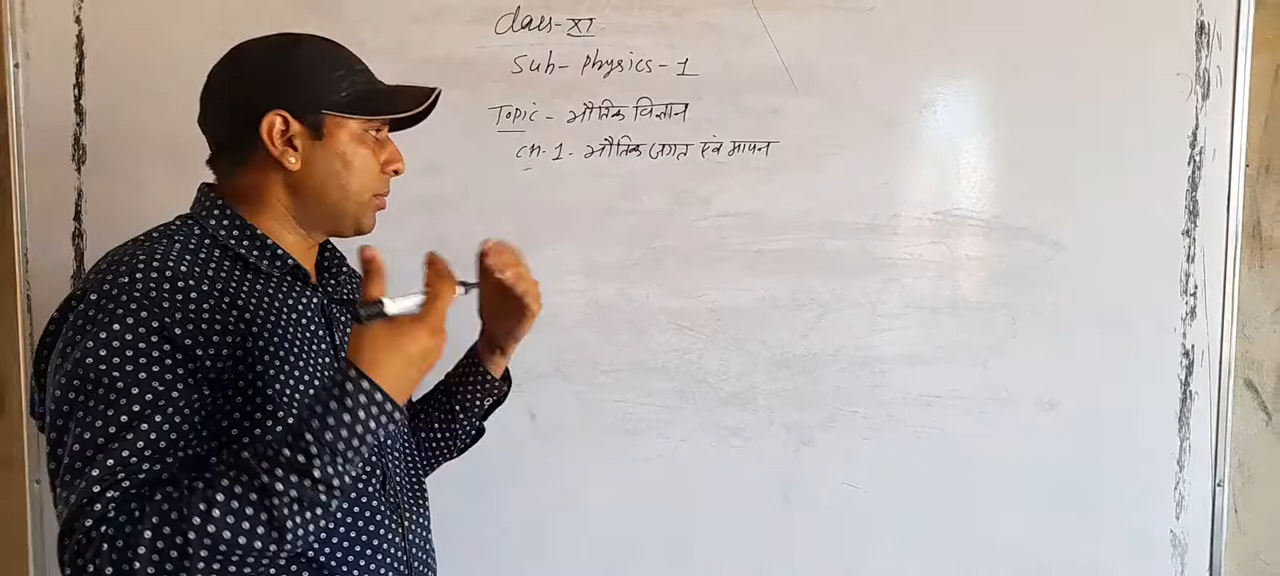 class - XI
Sub - Physics - 1
Topic - भौतिक विज्ञान
CH. 1 - भौतिक जगत एवं मापन